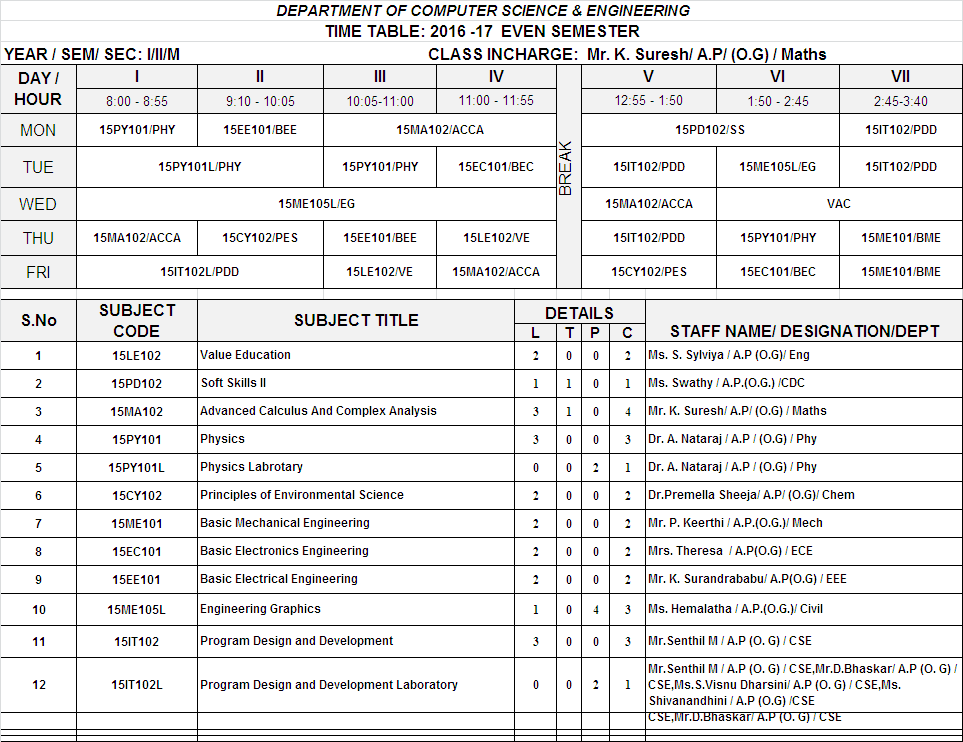 DEPARTMENT OF COMPUTER SCIENCE & ENGINEERING
TIME TABLE: 2016 -17 EVEN SEMESTER
YEAR / SEM/ SEC: I/II/M CLASS INCHARGE: Mr. K. Suresh/ A.P/ (O.G) / Maths
DAY / HOUR I II III IV BREAK V VI VII
8:00 - 8:55 9:10 - 10:05 10:05-11:00 11:00 - 11:55 12:55 - 1:50 1:50 - 2:45 2:45-3:40
MON 15PY101/PHY 15EE101/BEE 15MA102/ACCA 15PD102/SS 15IT102/PDD
TUE 15PY101L/PHY 15PY101/PHY 15EC101/BEC 15IT102/PDD 15ME105L/EG 15IT102/PDD
WED 15ME105L/EG 15MA102/ACCA VAC
THU 15MA102/ACCA 15CY102/PES 15EE101/BEE 15LE102/VE 15IT102/PDD 15PY101/PHY 15ME101/BME
FRI 15IT102L/PDD 15LE102/VE 15MA102/ACCA 15CY102/PES 15EC101/BEC 15ME101/BME
S.No SUBJECT CODE SUBJECT TITLE DETAILS STAFF NAME/ DESIGNATION/DEPT
L T P C
1 15LE102 Value Education 2 0 0 2 Ms. S. Sylviya / A.P (O.G)/ Eng
2 15PD102 Soft Skills II 1 1 0 1 Ms. Swathy / A.P.(O.G.) /CDC
3 15MA102 Advanced Calculus And Complex Analysis 3 1 0 4 Mr. K. Suresh/ A.P/ (O.G) / Maths
4 15PY101 Physics 3 0 0 3 Dr. A. Nataraj / A.P / (O.G) / Phy
5 15PY101L Physics Labrotary 0 0 2 1 Dr. A. Nataraj / A.P / (O.G) / Phy
6 15CY102 Principles of Environmental Science 2 0 0 2 Dr.Premella Sheeja/ A.P/ (O.G)/ Chem
7 15ME101 Basic Mechanical Engineering 2 0 0 2 Mr. P. Keerthi / A.P.(O.G.)/ Mech
8 15EC101 Basic Electronics Engineering 2 0 0 2 Mrs. Theresa / A.P(O.G) / ECE
9 15EE101 Basic Electrical Engineering 2 0 0 2 Mr. K. Surandrababu/ A.P(O.G) / EEE
10 15ME105L Engineering Graphics 1 0 4 3 Ms. Hemalatha / A.P.(O.G.)/ Civil
11 15IT102 Program Design and Development 3 0 0 3 Mr.Senthil M / A.P (O. G) / CSE
12 15IT102L Program Design and Development Laboratory 0 0 2 1 Mr.Senthil M / A.P (O. G) / CSE,Mr.D.Bhaskar/ A.P (O. G) /
CSE,Ms.S.Visnu Dharsini/ A.P (O. G) / CSE,Ms.
Shivanandhini / A.P (O.G) /CSE
CSE,Mr.D.Bhaskar/ A.P (O. G) / CSE